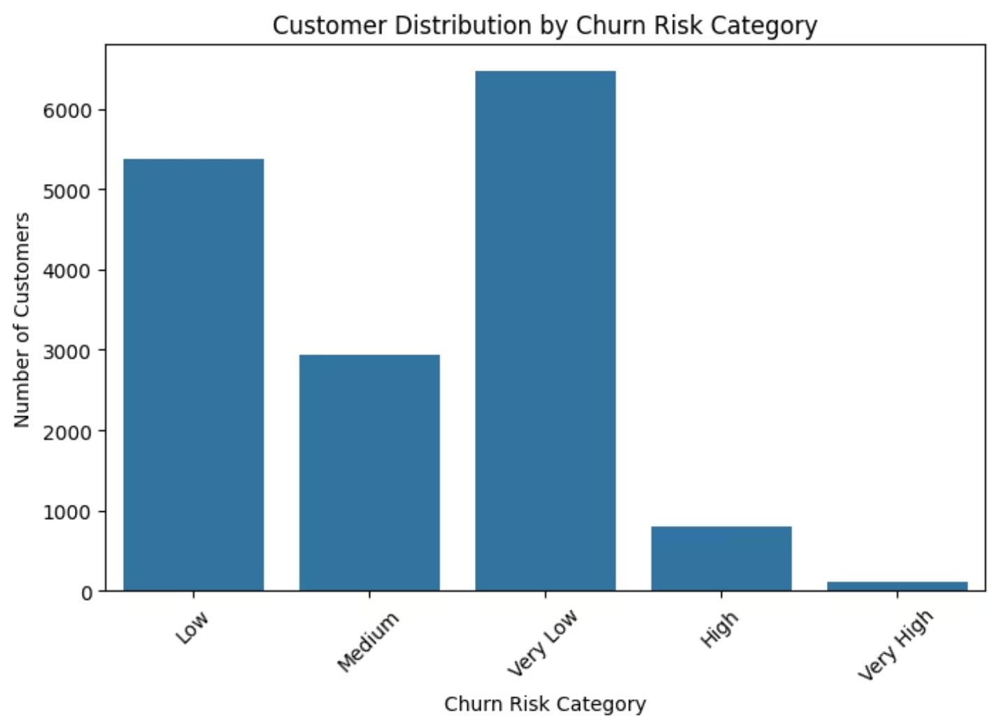 Customer Distribution by Churn Risk Category
Number of Customers
6000
5000
4000
3000
2000
1000
0
Low
Medium
Very Low
High
Very High
Churn Risk Category